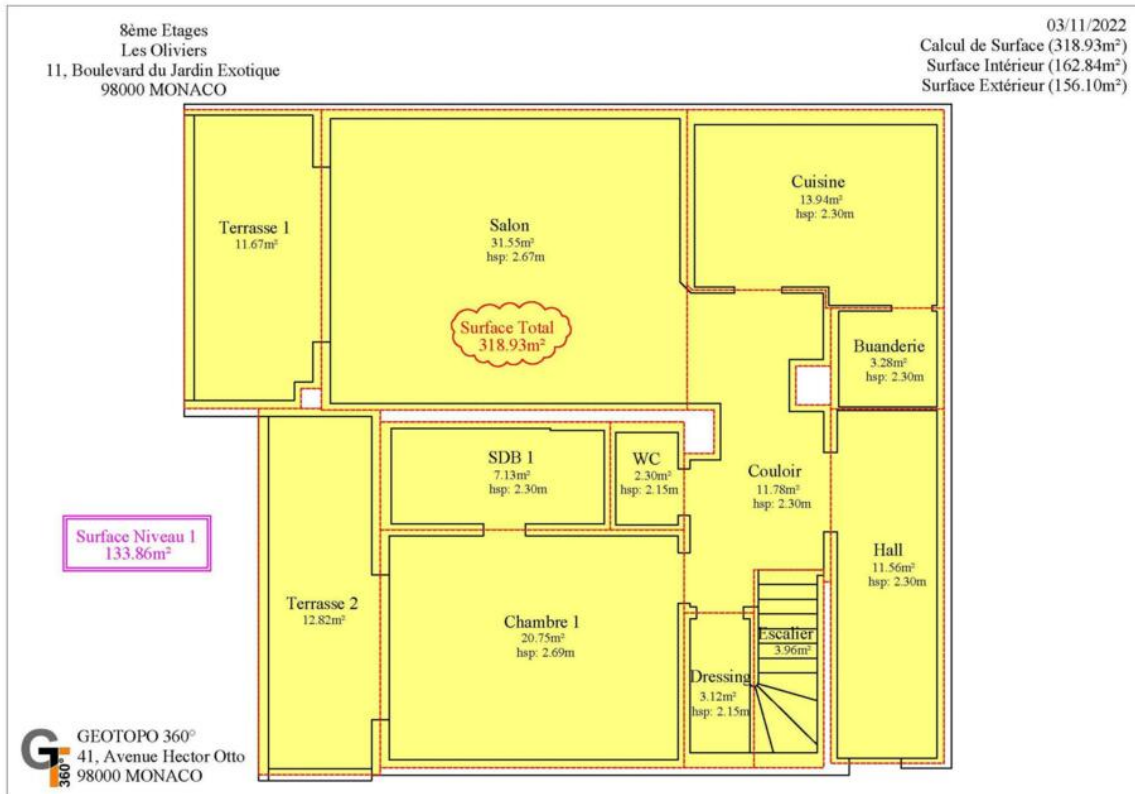 8ème Etages
Les Oliviers
11, Boulevard du Jardin Exotique
98000 MONACO
03/11/2022
Calcul de Surface (318.93m²)
Surface Intérieur (162.84m²)
Surface Extérieur (156.10m²)
Terrasse 1
11.67m²
Salon
31.55m²
hsp: 2.67m
Cuisine
13.94m²
hsp: 2.30m
Surface Total
318.93m²
Buanderie
3.28m²
hsp: 2.30m
SDB 1
7.13m²
hsp: 2.30m
WC
2.30m²
hsp: 2.15m
Couloir
11.78m²
hsp: 2.30m
Surface Niveau 1
133.86m²
Hall
11.56m²
hsp: 2.30m
Terrasse 2
12.82m²
Chambre 1
20.75m²
hsp: 2.69m
Escalier
3.96m²
Dressing
3.12m²
hsp: 2.15m
GT
360°
GEOTOPO 360°
41, Avenue Hector Otto
98000 MONACO